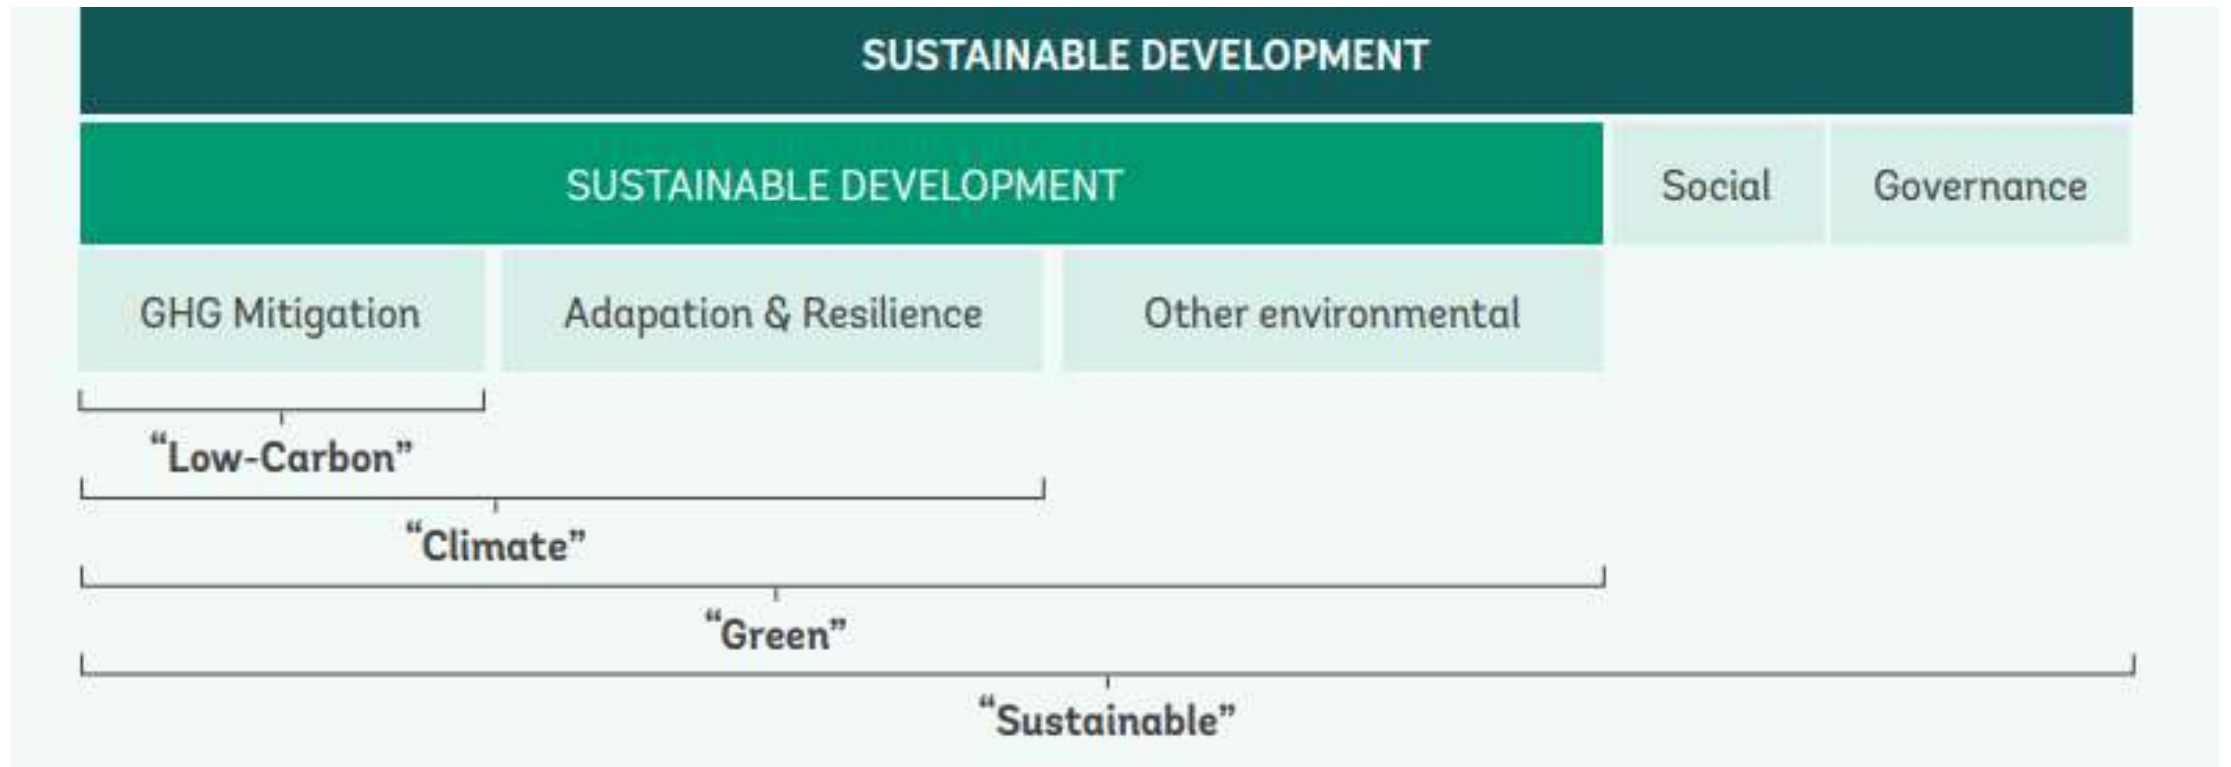 SUSTAINABLE DEVELOPMENT
SUSTAINABLE DEVELOPMENT
Social
Governance
GHG Mitigation
Adapation & Resilience
Other environmental
“Low-Carbon”
“Climate”
“Green”
“Sustainable”